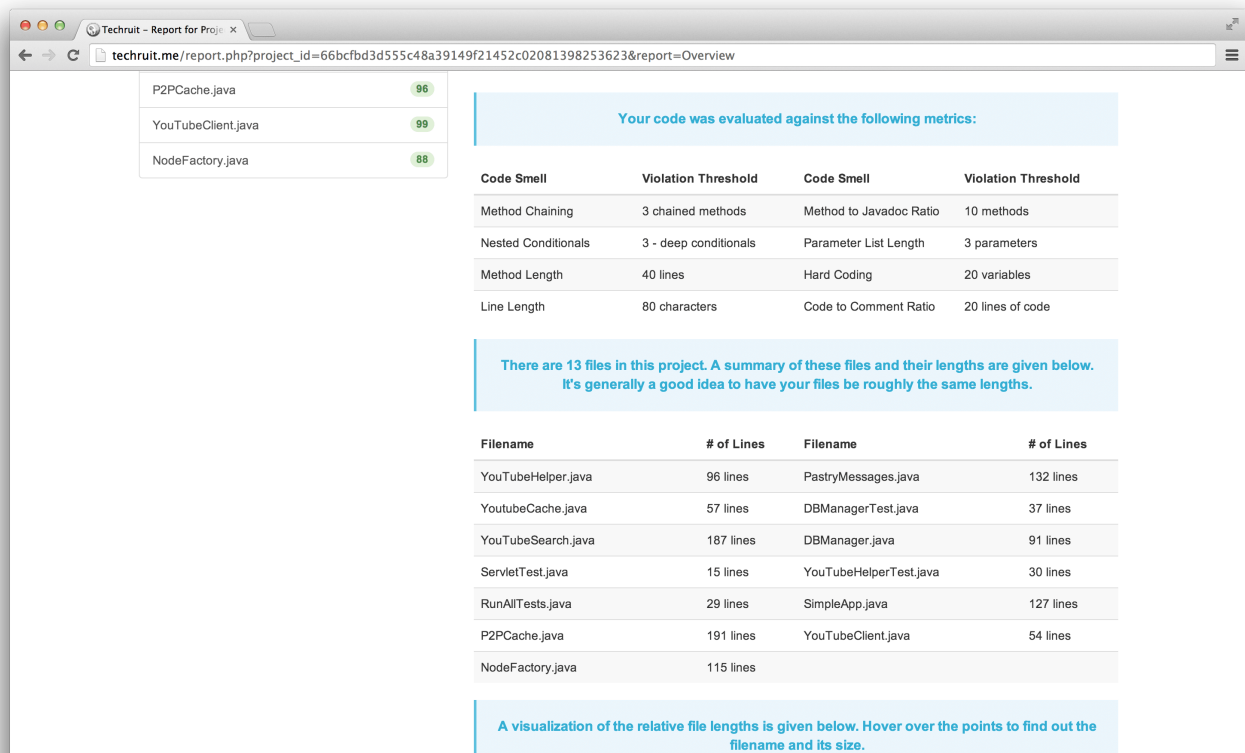 Techruit – Report for Proje
techruit.me/report.php?project_id=66bcfbd3d555c48a39149f21452c02081398253623&report=Overview
P2PCache.java 96
YouTubeClient.java 99
NodeFactory.java 88
Your code was evaluated against the following metrics:
Code Smell Violation Threshold Code Smell Violation Threshold
Method Chaining 3 chained methods Method to Javadoc Ratio 10 methods
Nested Conditionals 3 - deep conditionals Parameter List Length 3 parameters
Method Length 40 lines Hard Coding 20 variables
Line Length 80 characters Code to Comment Ratio 20 lines of code
There are 13 files in this project. A summary of these files and their lengths are given below.
It's generally a good idea to have your files be roughly the same lengths.
Filename # of Lines Filename # of Lines
YouTubeHelper.java 96 lines PastryMessages.java 132 lines
YoutubeCache.java 57 lines DBManagerTest.java 37 lines
YouTubeSearch.java 187 lines DBManager.java 91 lines
ServletTest.java 15 lines YouTubeHelperTest.java 30 lines
RunAllTests.java 29 lines SimpleApp.java 127 lines
P2PCache.java 191 lines YouTubeClient.java 54 lines
NodeFactory.java 115 lines
A visualization of the relative file lengths is given below. Hover over the points to find out the
filename and its size.